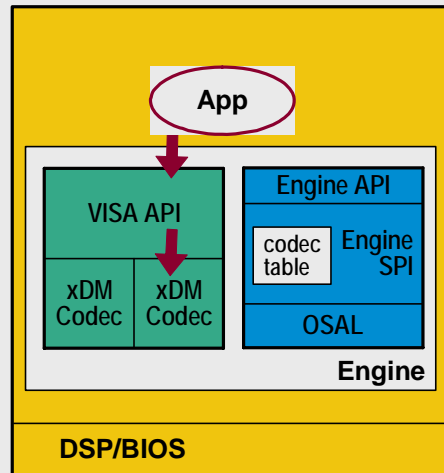 App
VISA API
xDM
Codec
xDM
Codec
Engine API
codec
table
Engine
SPI
OSAL
Engine
DSP/BIOS